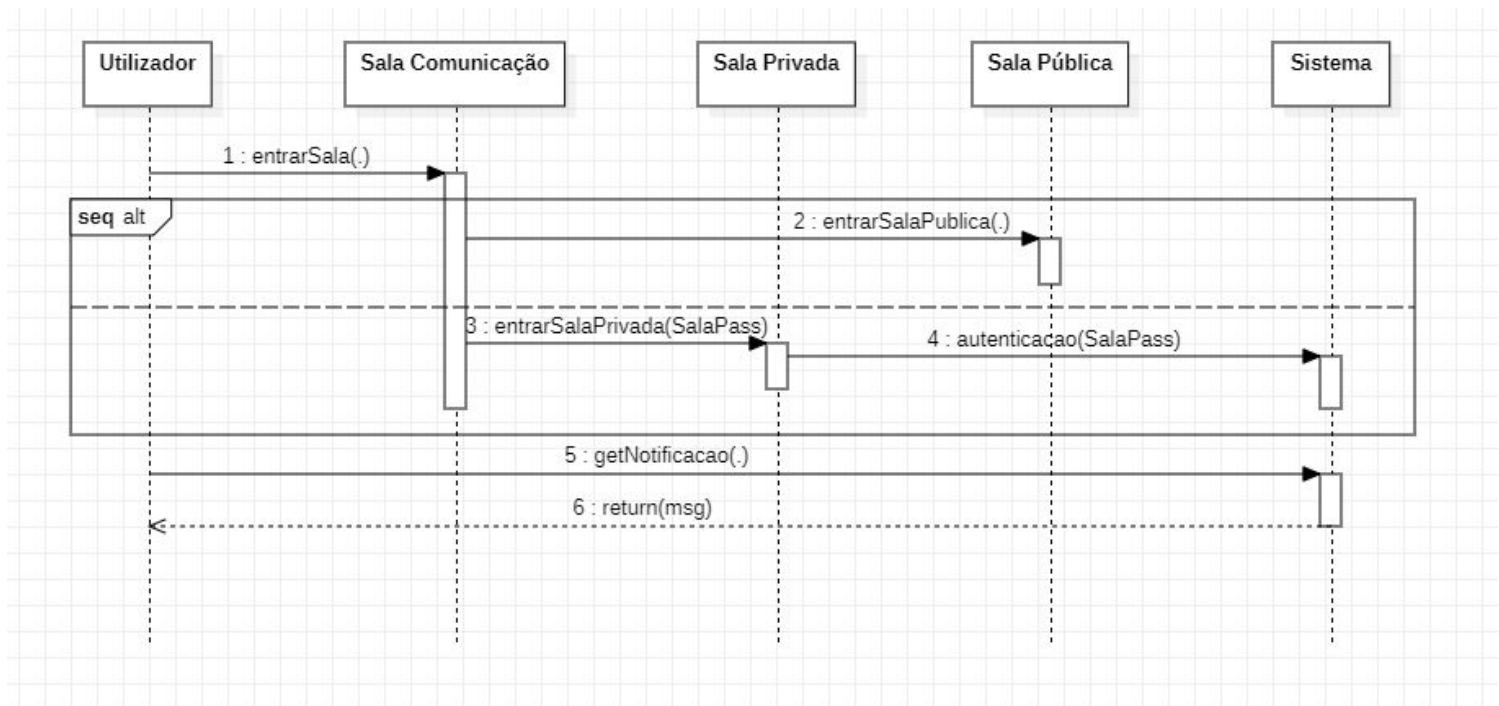 Utilizador
Sala Comunicação
Sala Privada
Sala Pública
Sistema
1 : entrarSala(.)
seq alt
2 : entrarSalaPublica(.)
3 : entrarSalaPrivada(SalaPass)
4 : autenticacao(SalaPass)
5 : getNotificacao(.)
6 : return(msg)